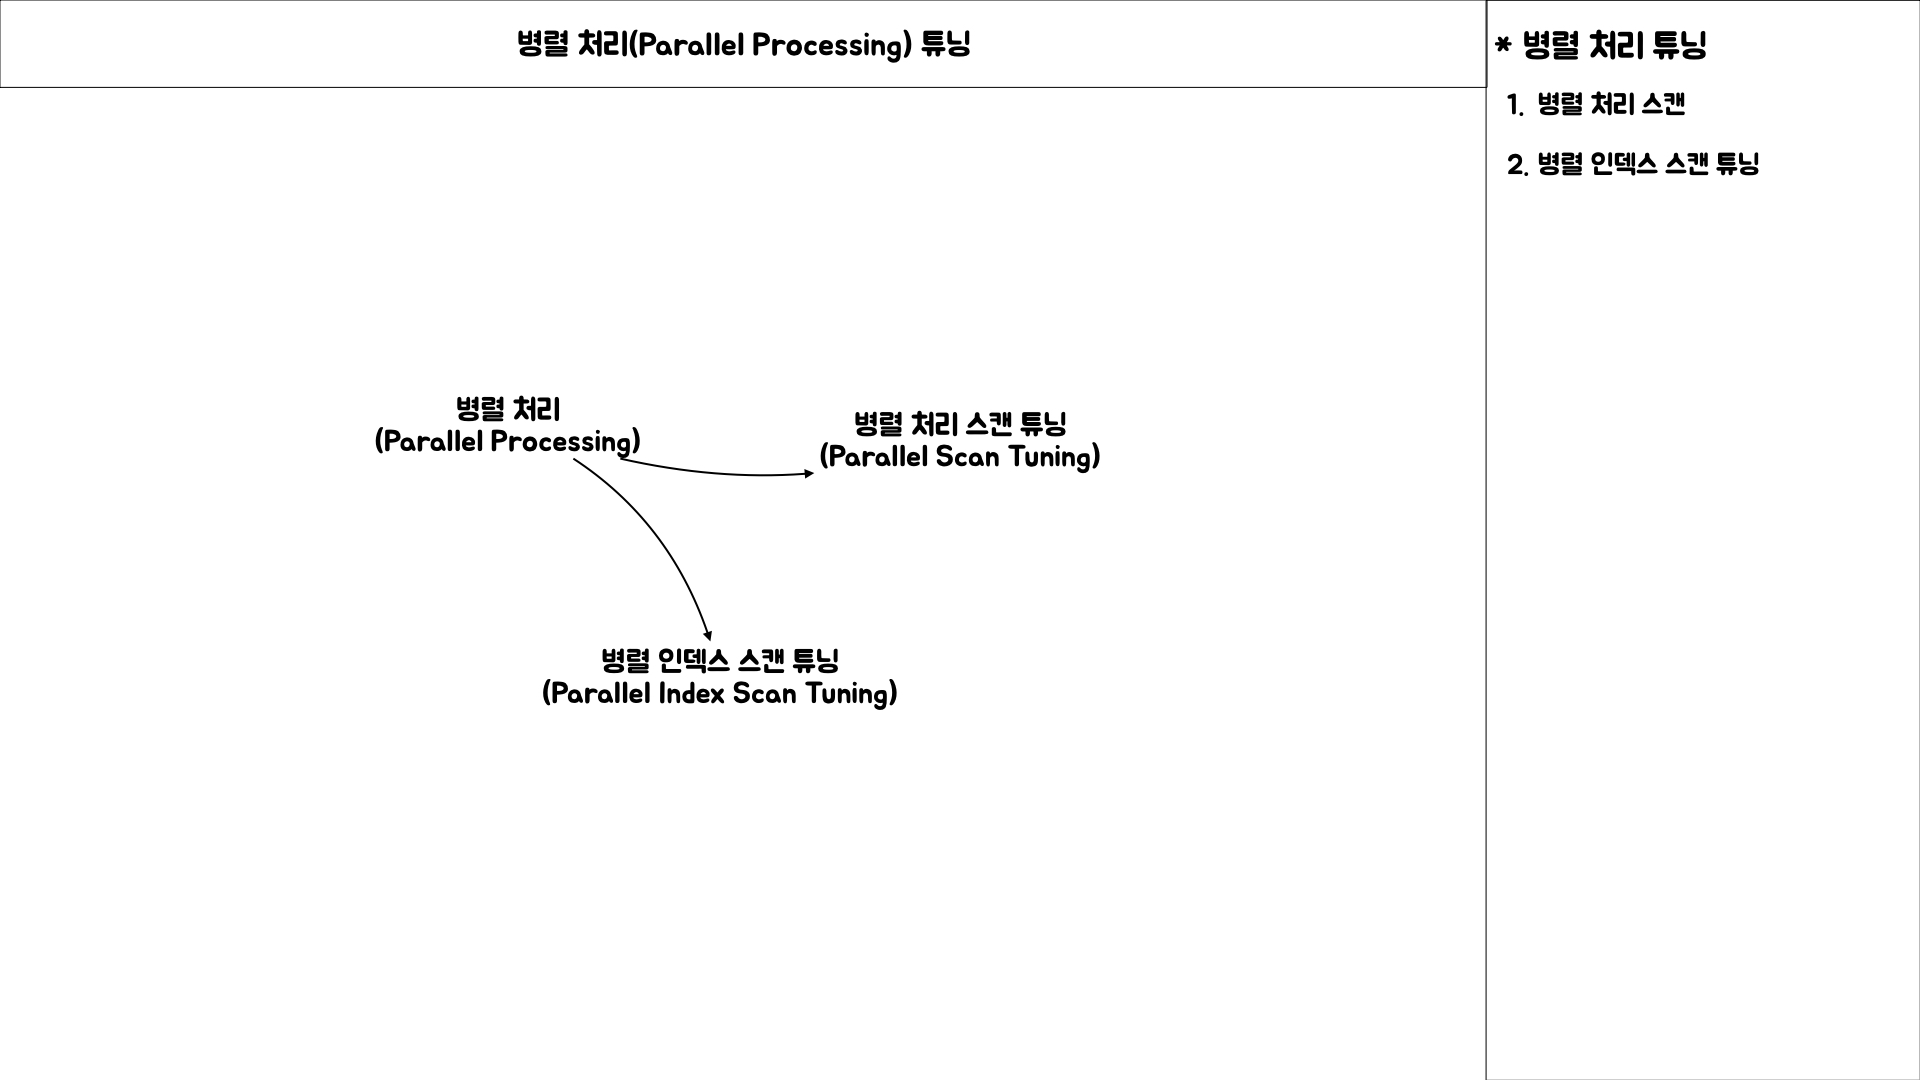 병렬 처리(Parallel Processing) 튜닝
병렬 처리
(Parallel Processing)
병렬 처리 스캔 튜닝
(Parallel Scan Tuning)
병렬 인덱스 스캔 튜닝
(Parallel Index Scan Tuning)
* 병렬 처리 튜닝
1. 병렬 처리 스캔
2. 병렬 인덱스 스캔 튜닝